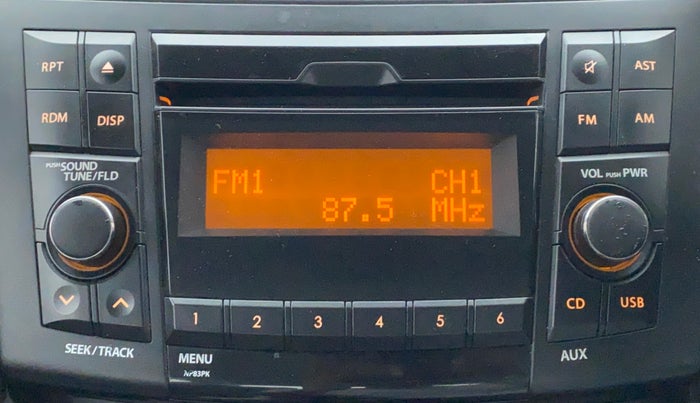 RPT
AST
RDM
DISP
FM
AM
PUSH SOUND
TUNE/FLD
VOL PUSH PWR
FM1 CH1
87.5 MHz
1 2 3 4 5 6
CD
USB
SEEK/TRACK
MENU
AUX